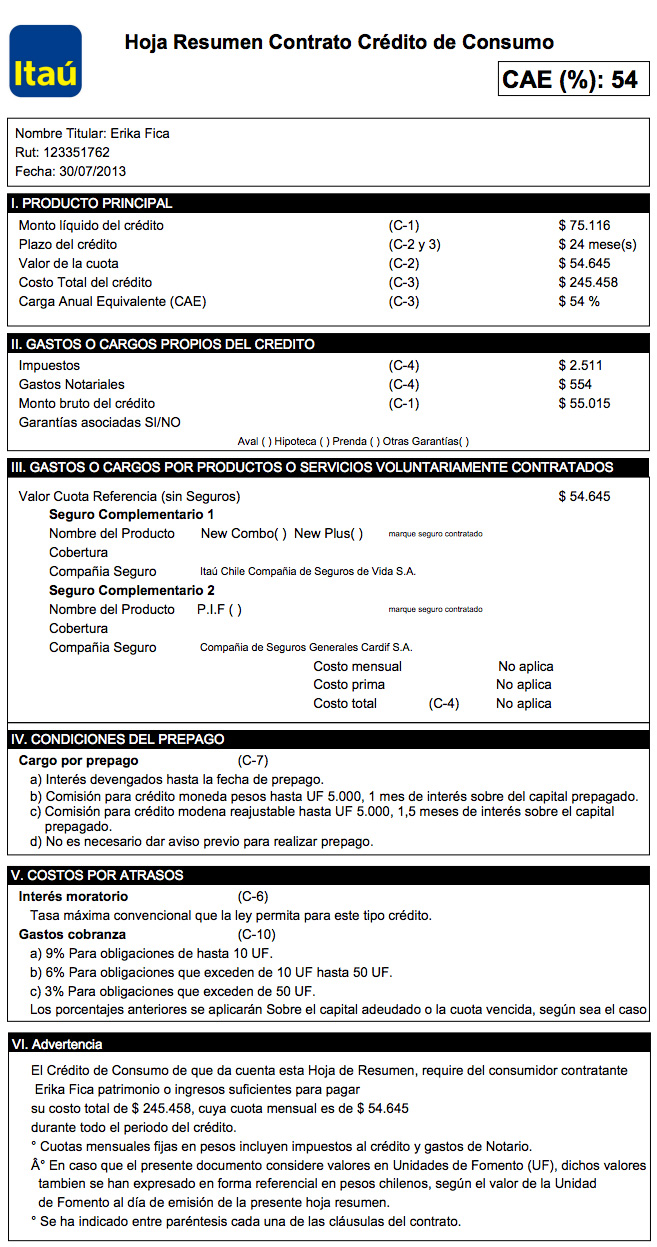 Itaú
Hoja Resumen Contrato Crédito de Consumo
CAE (%): 54
Nombre Titular: Erika Fica
Rut: 123351762
Fecha: 30/07/2013
I. PRODUCTO PRINCIPAL
Monto líquido del crédito (C-1) $ 75.116
Plazo del crédito (C-2 y 3) $ 24 mese(s)
Valor de la cuota (C-2) $ 54.645
Costo Total del crédito (C-3) $ 245.458
Carga Anual Equivalente (CAE) (C-3) $ 54 %
II. GASTOS O CARGOS PROPIOS DEL CREDITO
Impuestos (C-4) $ 2.511
Gastos Notariales (C-4) $ 554
Monto bruto del crédito (C-1) $ 55.015
Garantías asociadas SI/NO
Aval ( ) Hipoteca ( ) Prenda ( ) Otras Garantías( )
III. GASTOS O CARGOS POR PRODUCTOS O SERVICIOS VOLUNTARIAMENTE CONTRATADOS
Valor Cuota Referencia (sin Seguros) $ 54.645
Seguro Complementario 1
Nombre del Producto New Combo( ) New Plus( ) marque seguro contratado
Cobertura
Compañia Seguro Itaú Chile Compañia de Seguros de Vida S.A.
Seguro Complementario 2
Nombre del Producto P.I.F ( ) marque seguro contratado
Cobertura
Compañia Seguro Compañia de Seguros Generales Cardif S.A.
Costo mensual No aplica
Costo prima No aplica
Costo total (C-4) No aplica
IV. CONDICIONES DEL PREPAGO
Cargo por prepago (C-7)
a) Interés devengados hasta la fecha de prepago.
b) Comisión para crédito moneda pesos hasta UF 5.000, 1 mes de interés sobre del capital prepagado.
c) Comisión para crédito modena reajustable hasta UF 5.000, 1,5 meses de interés sobre el capital
prepagado.
d) No es necesario dar aviso previo para realizar prepago.
V. COSTOS POR ATRASOS
Interés moratorio (C-6)
Tasa máxima convencional que la ley permita para este tipo crédito.
Gastos cobranza (C-10)
a) 9% Para obligaciones de hasta 10 UF.
b) 6% Para obligaciones que exceden de 10 UF hasta 50 UF.
c) 3% Para obligaciones que exceden de 50 UF.
Los porcentajes anteriores se aplicarán Sobre el capital adeudado o la cuota vencida, según sea el caso
VI. Advertencia
El Crédito de Consumo de que da cuenta esta Hoja de Resumen, require del consumidor contratante
Erika Fica patrimonio o ingresos suficientes para pagar
su costo total de $ 245.458, cuya cuota mensual es de $ 54.645
durante todo el periodo del crédito.
° Cuotas mensuales fijas en pesos incluyen impuestos al crédito y gastos de Notario.
Â° En caso que el presente documento considere valores en Unidades de Fomento (UF), dichos valores
tambien se han expresado en forma referencial en pesos chilenos, según el valor de la Unidad
de Fomento al día de emisión de la presente hoja resumen.
° Se ha indicado entre paréntesis cada una de las cláusulas del contrato.